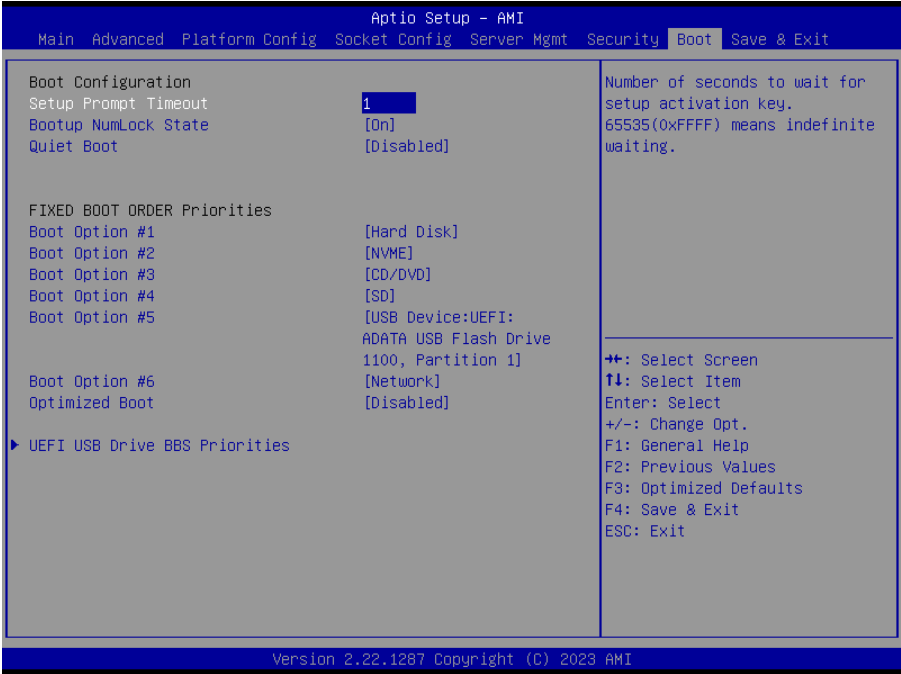 Aptio Setup – AMI
Main Advanced Platform Config Socket Config Server Mgmt Security Boot Save & Exit
Boot Configuration
Setup Prompt Timeout 1
Bootup NumLock State [On]
Quiet Boot [Disabled]
FIXED BOOT ORDER Priorities
Boot Option #1 [Hard Disk]
Boot Option #2 [NVME]
Boot Option #3 [CD/DVD]
Boot Option #4 [SD]
Boot Option #5 [USB Device:UEFI:
ADATA USB Flash Drive
1100, Partition 1]
Boot Option #6 [Network]
Optimized Boot [Disabled]
UEFI USB Drive BBS Priorities
Number of seconds to wait for
setup activation key.
65535(0xFFFF) means indefinite
waiting.
→←: Select Screen
↑↓: Select Item
Enter: Select
+/-: Change Opt.
F1: General Help
F2: Previous Values
F3: Optimized Defaults
F4: Save & Exit
ESC: Exit
Version 2.22.1287 Copyright (C) 2023 AMI